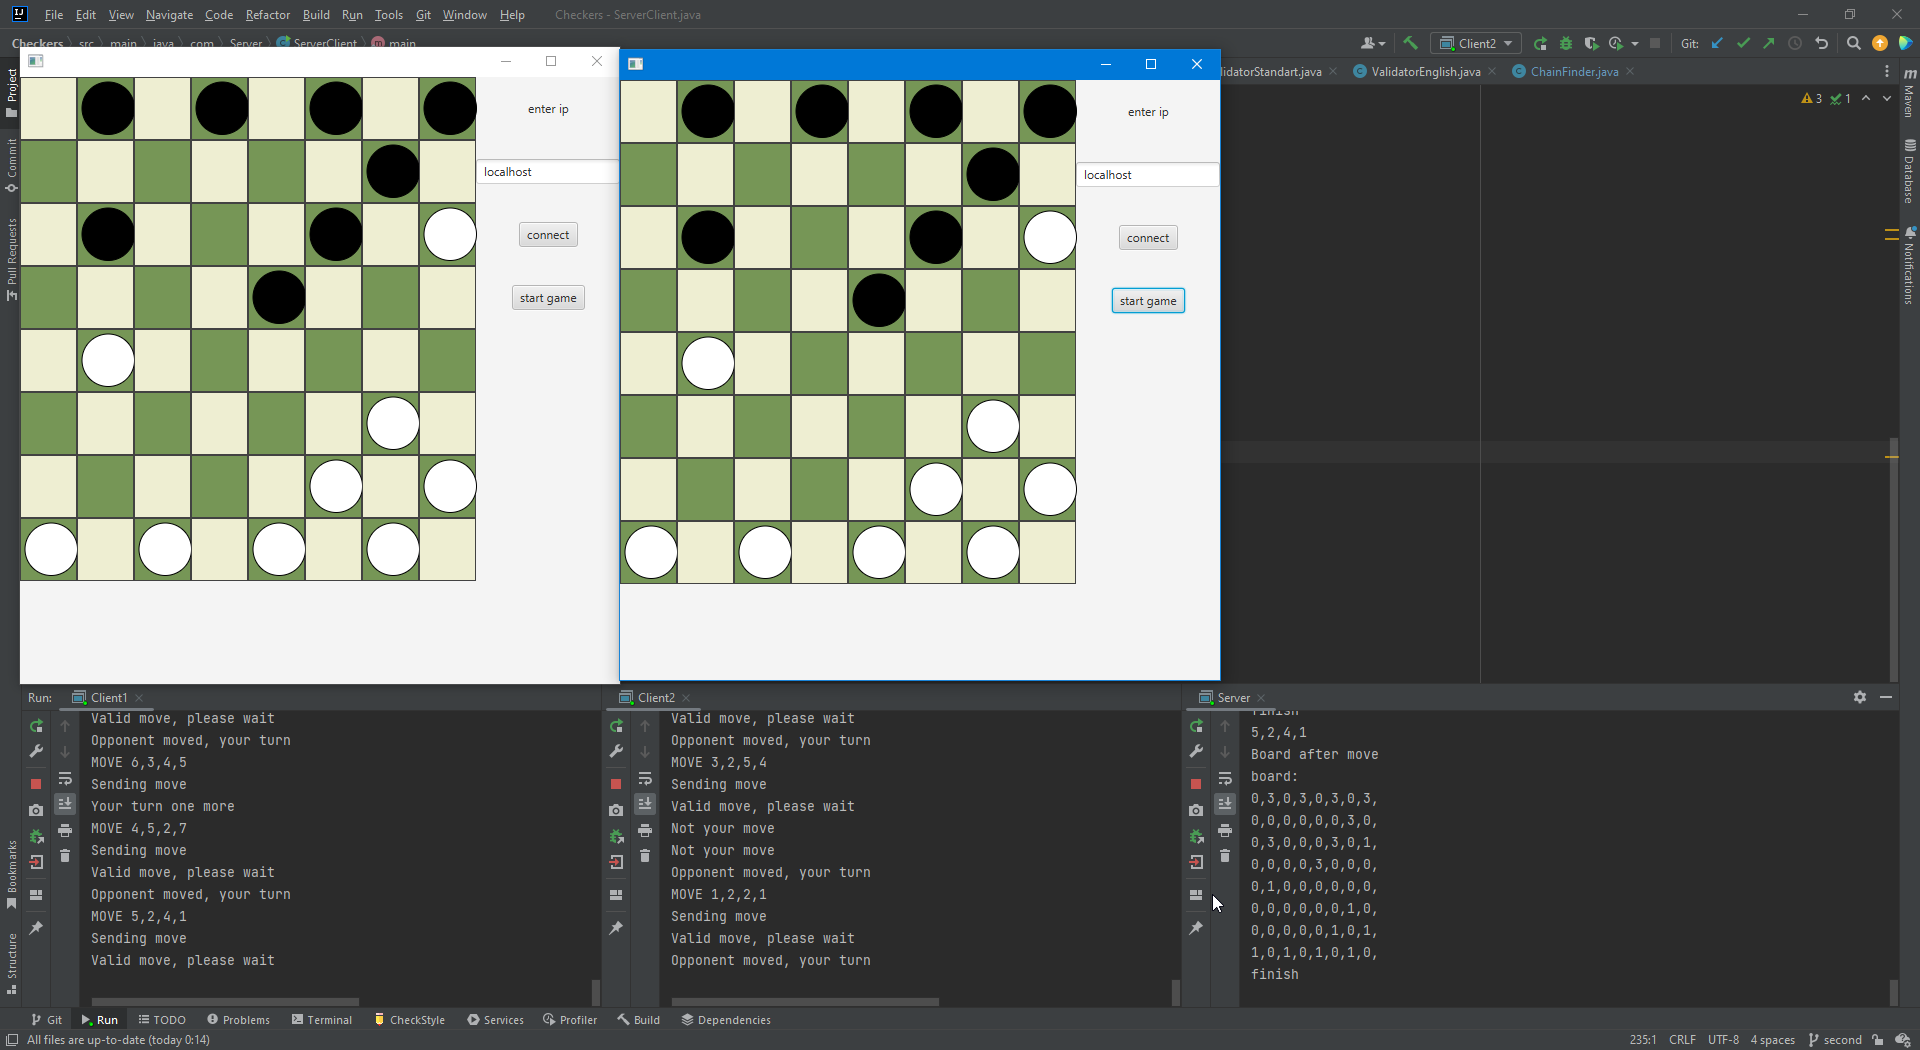 File Edit View Navigate Code Refactor Build Run Tools Git Window Help Checkers - ServerClient.java
Checkers src main java com Server ServerClient main Client2 Git:
lidatorStandart.java ValidatorEnglish.java ChainFinder.java
3 1
Project
Commit
Pull Requests
Bookmarks
Structure
Maven
Database
Notifications
enter ip
localhost
connect
start game
enter ip
localhost
connect
start game
Run: Client1
Valid move, please wait
Opponent moved, your turn
MOVE 6,3,4,5
Sending move
Your turn one more
MOVE 4,5,2,7
Sending move
Valid move, please wait
Opponent moved, your turn
MOVE 5,2,4,1
Sending move
Valid move, please wait
Client2
Valid move, please wait
Opponent moved, your turn
MOVE 3,2,5,4
Sending move
Valid move, please wait
Not your move
Not your move
Opponent moved, your turn
MOVE 1,2,2,1
Sending move
Valid move, please wait
Opponent moved, your turn
Server
finish
5,2,4,1
Board after move
board:
0,3,0,3,0,3,0,3,
0,0,0,0,0,0,3,0,
0,3,0,0,0,3,0,1,
0,0,0,0,3,0,0,0,
0,1,0,0,0,0,0,0,
0,0,0,0,0,0,1,0,
0,0,0,0,0,1,0,1,
1,0,1,0,1,0,1,0,
finish
Git Run TODO Problems Terminal CheckStyle Services Profiler Build Dependencies
All files are up-to-date (today 0:14) 235:1 CRLF UTF-8 4 spaces second